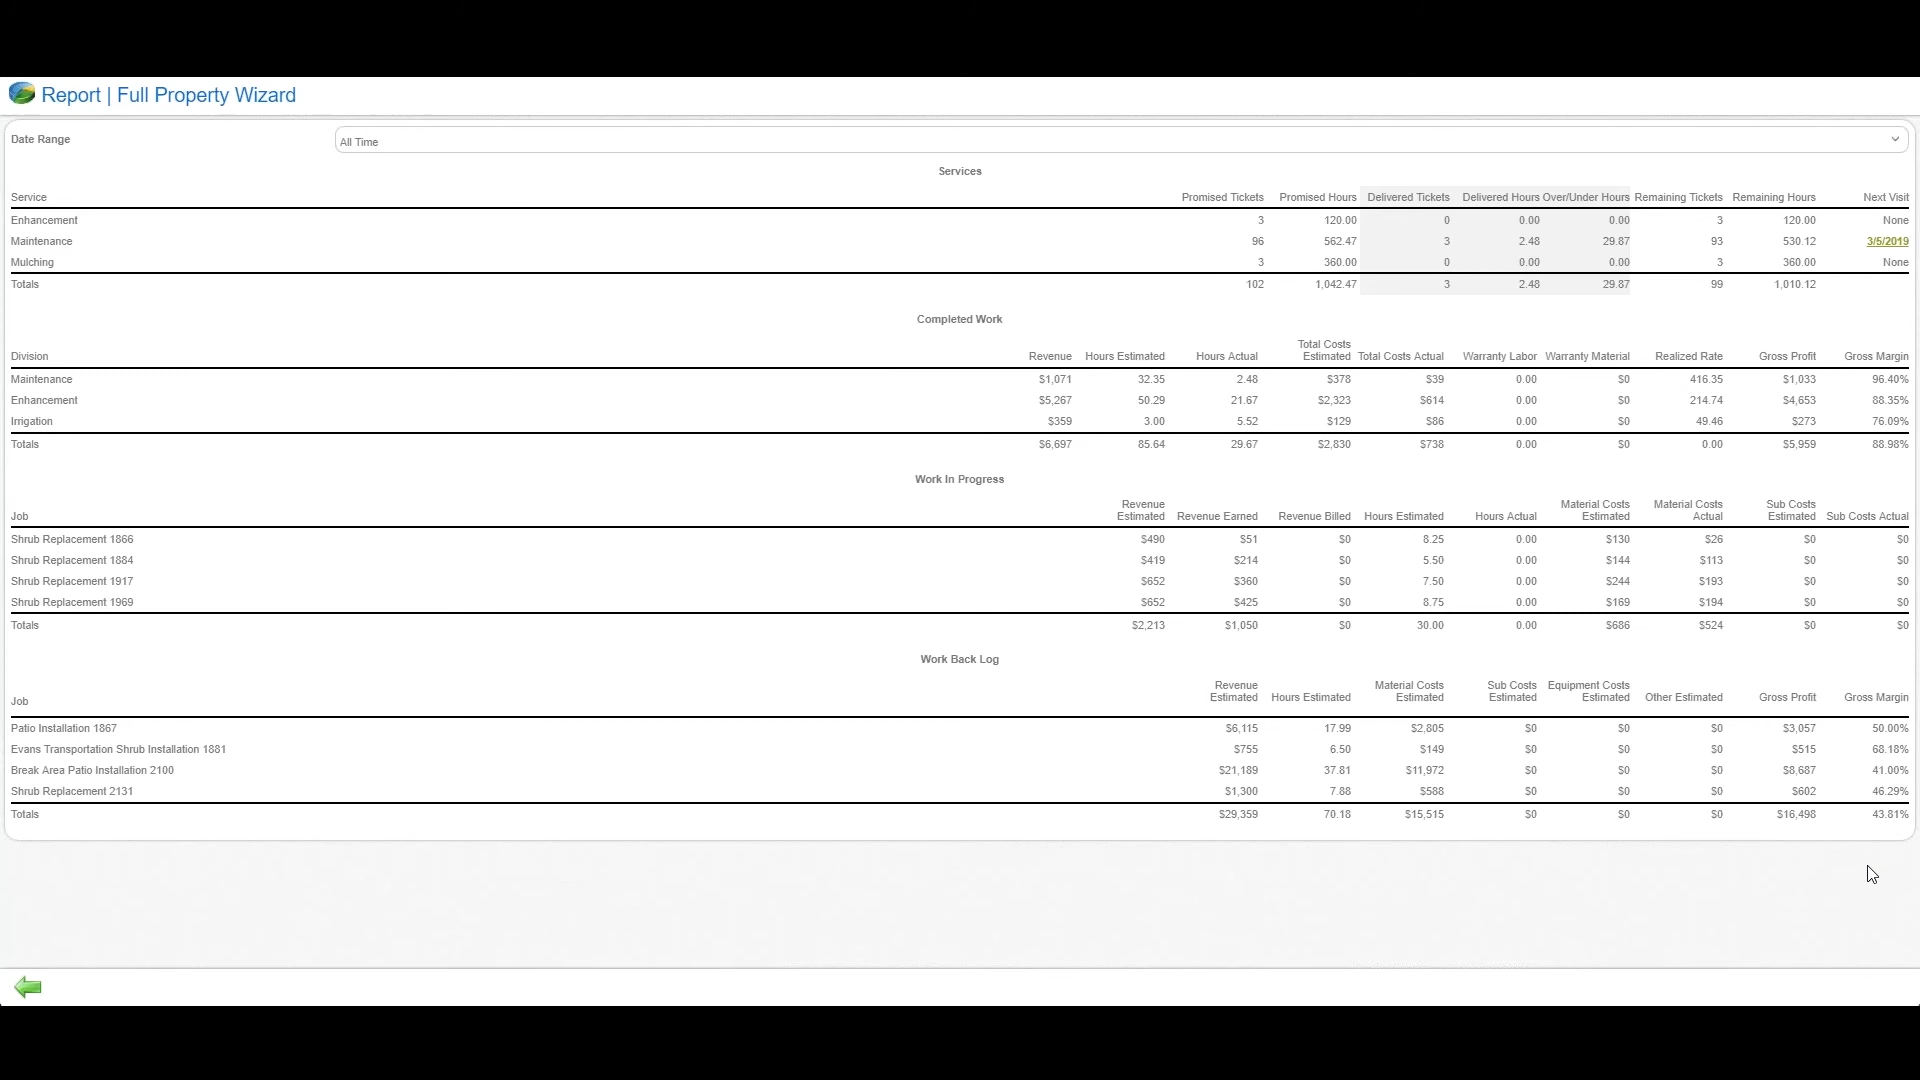 Report | Full Property Wizard
Date Range All Time
Services
Service Promised Tickets Promised Hours Delivered Tickets Delivered Hours Over/Under Hours Remaining Tickets Remaining Hours Next Visit
Enhancement 3 120.00 0 0.00 0.00 3 120.00 None
Maintenance 96 562.47 3 2.48 29.87 93 530.12 3/5/2019
Mulching 3 360.00 0 0.00 0.00 3 360.00 None
Totals 102 1,042.47 3 2.48 29.87 99 1,010.12
Completed Work
Division Revenue Hours Estimated Hours Actual Total Costs Estimated Total Costs Actual Warranty Labor Warranty Material Realized Rate Gross Profit Gross Margin
Maintenance $1,071 32.35 2.48 $378 $39 0.00 $0 416.35 $1,033 96.40%
Enhancement $5,267 50.29 21.67 $2,323 $614 0.00 $0 214.74 $4,653 88.35%
Irrigation $359 3.00 5.52 $129 $86 0.00 $0 49.46 $273 76.09%
Totals $6,697 85.64 29.67 $2,830 $738 0.00 $0 0.00 $5,959 88.98%
Work In Progress
Job Revenue Estimated Revenue Earned Revenue Billed Hours Estimated Hours Actual Material Costs Estimated Material Costs Actual Sub Costs Estimated Sub Costs Actual
Shrub Replacement 1866 $490 $51 $0 8.25 0.00 $130 $26 $0 $0
Shrub Replacement 1884 $419 $214 $0 5.50 0.00 $144 $113 $0 $0
Shrub Replacement 1917 $652 $360 $0 7.50 0.00 $244 $193 $0 $0
Shrub Replacement 1969 $652 $425 $0 8.75 0.00 $169 $194 $0 $0
Totals $2,213 $1,050 $0 30.00 0.00 $686 $524 $0 $0
Work Back Log
Job Revenue Estimated Hours Estimated Material Costs Estimated Sub Costs Estimated Equipment Costs Estimated Other Estimated Gross Profit Gross Margin
Patio Installation 1867 $6,115 17.99 $2,805 $0 $0 $0 $3,057 50.00%
Evans Transportation Shrub Installation 1881 $755 6.50 $149 $0 $0 $0 $515 68.18%
Break Area Patio Installation 2100 $21,189 37.81 $11,972 $0 $0 $0 $8,687 41.00%
Shrub Replacement 2131 $1,300 7.88 $588 $0 $0 $0 $602 46.29%
Totals $29,359 70.18 $15,515 $0 $0 $0 $16,498 43.81%